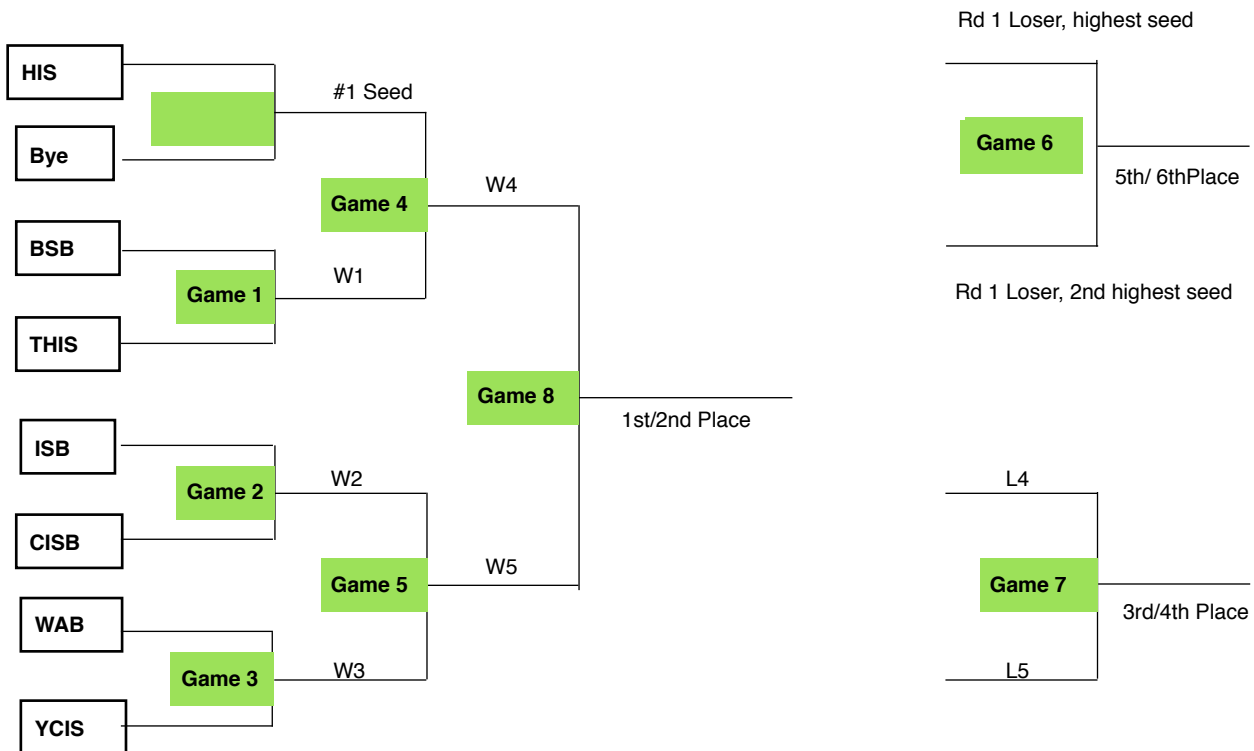 Rd 1 Loser, highest seed
HIS
#1 Seed
Bye
Game 6
5th/ 6thPlace
W4
Game 4
BSB
W1
Game 1
Rd 1 Loser, 2nd highest seed
THIS
Game 8
1st/2nd Place
ISB
W2
L4
Game 2
CISB
W5
Game 5
Game 7
WAB
3rd/4th Place
W3
L5
Game 3
YCIS